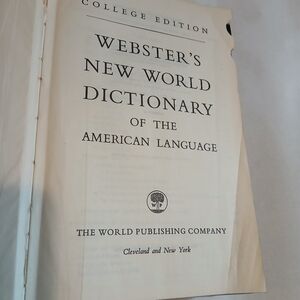 COLLEGE EDITION
WEBSTER'S
NEW WORLD
DICTIONARY
OF THE
AMERICAN LANGUAGE
W P
THE WORLD PUBLISHING COMPANY
Cleveland and New York